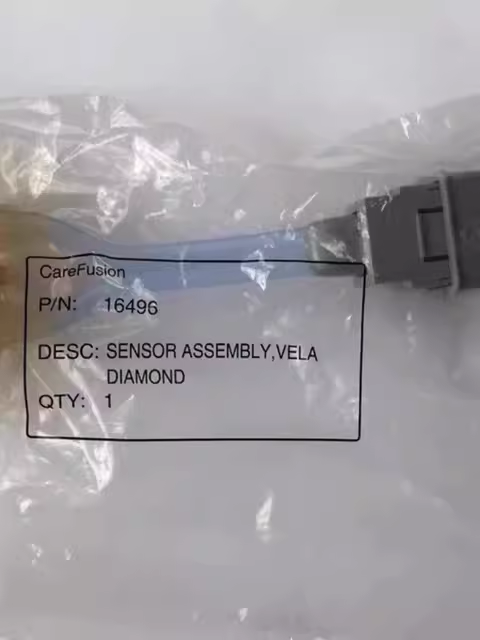 CareFusion
P/N: 16496
DESC: SENSOR ASSEMBLY,VELA
DIAMOND
QTY: 1